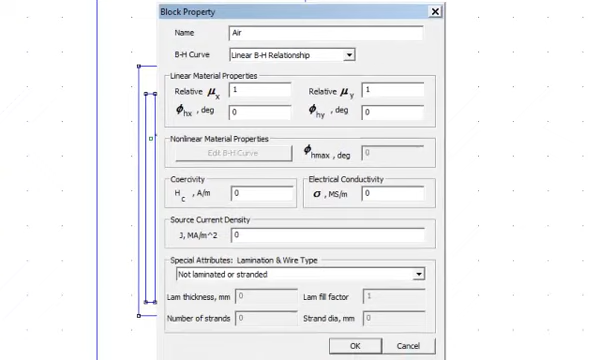 Block Property
Name Air
B-H Curve Linear B-H Relationship
Linear Material Properties
Relative μx 1 Relative μy 1
ϕhx, deg 0 ϕhy, deg 0
Nonlinear Material Properties
Edit B-H Curve ϕhmax, deg 0
Coercivity Electrical Conductivity
Hc, A/m 0 σ, MS/m 0
Source Current Density
J, MA/m^2 0
Special Attributes: Lamination & Wire Type
Not laminated or stranded
Lam thickness, mm 0 Lam fill factor 1
Number of strands 0 Strand dia, mm 0
OK Cancel